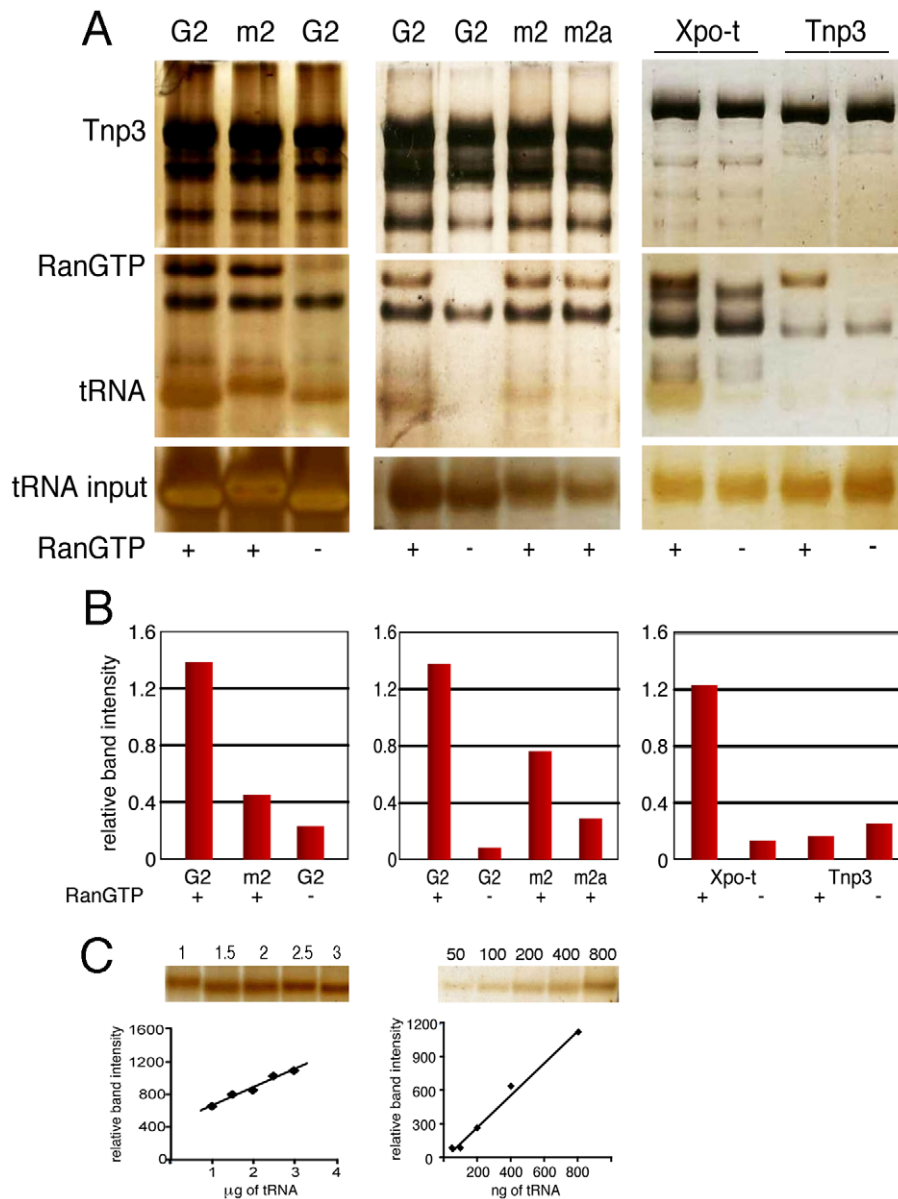 A
G2 m2 G2 G2 G2 m2 m2a Xpo-t Tnp3
Tnp3
RanGTP
tRNA
tRNA input
RanGTP + + - + - + + + - + -
B
relative band intensity
1.6 1.6 1.6
1.2 1.2 1.2
0.8 0.8 0.8
0.4 0.4 0.4
0 0 0
G2 m2 G2 G2 G2 m2 m2a Xpo-t Tnp3
RanGTP + + - + - + + + - + -
C
1 1.5 2 2.5 3 50 100 200 400 800
relative band intensity
1600
1200
800
400
0
1 2 3 4
μg of tRNA
relative band intensity
1200
900
600
300
0
200 400 600 800
ng of tRNA